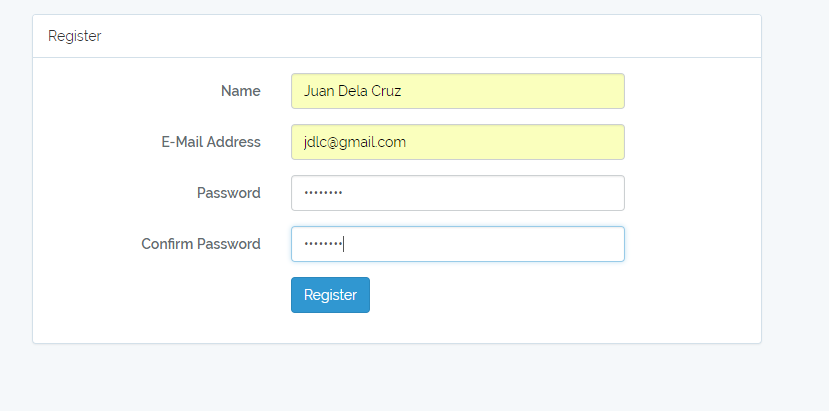 Register
Name Juan Dela Cruz
E-Mail Address jdlc@gmail.com
Password ········
Confirm Password ········
Register